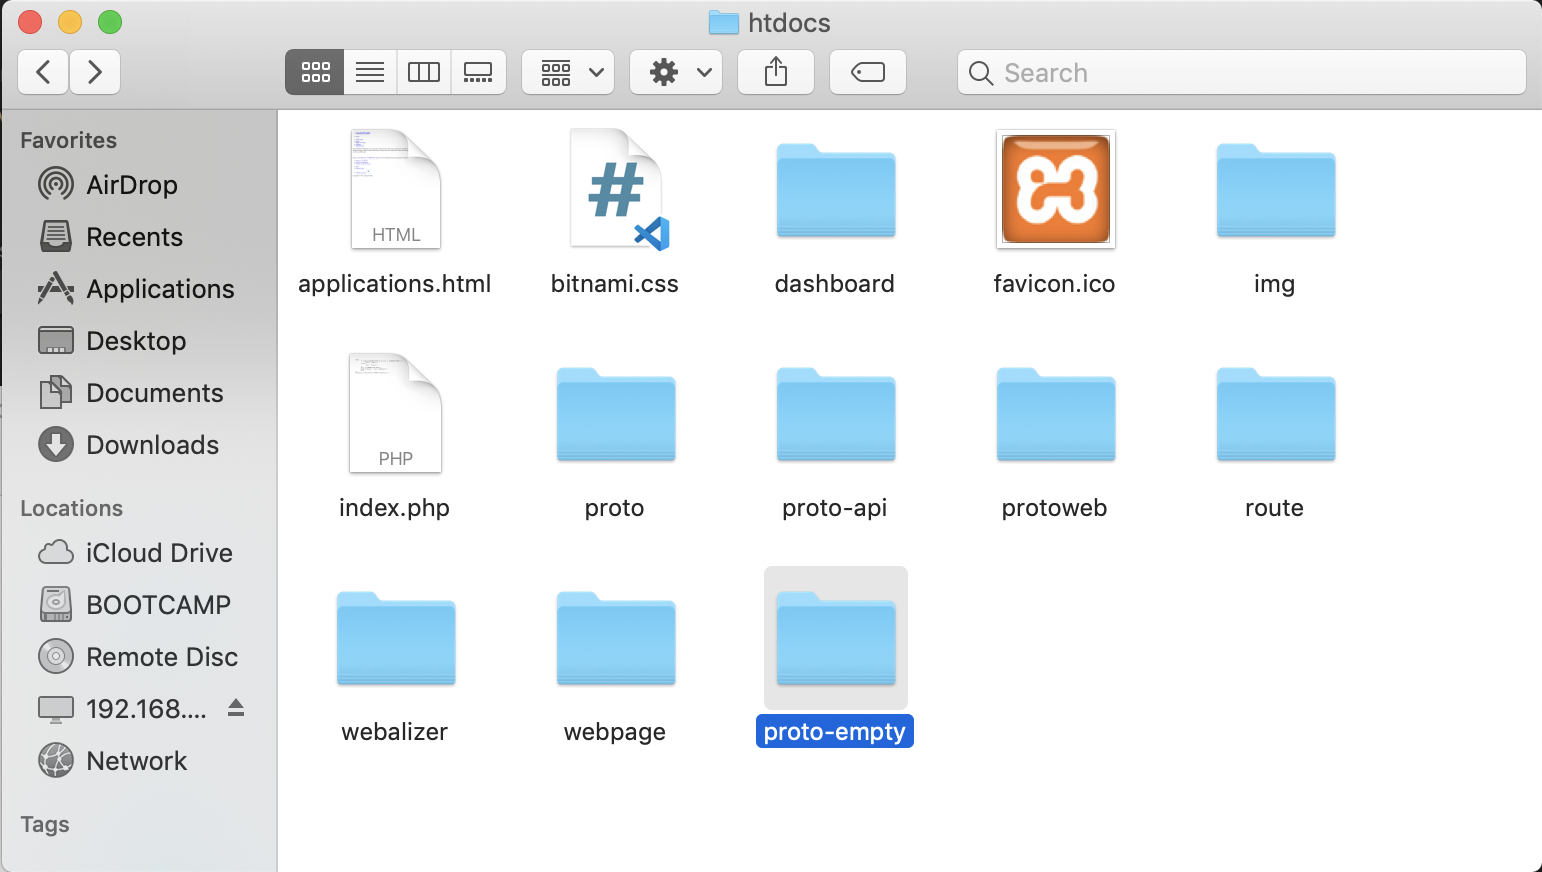 htdocs
Search
Favorites
AirDrop
Recents
Applications
Desktop
Documents
Downloads
Locations
iCloud Drive
BOOTCAMP
Remote Disc
192.168....
Network
Tags
HTML
#
applications.html
bitnami.css
dashboard
favicon.ico
img
PHP
index.php
proto
proto-api
protoweb
route
webalizer
webpage
proto-empty